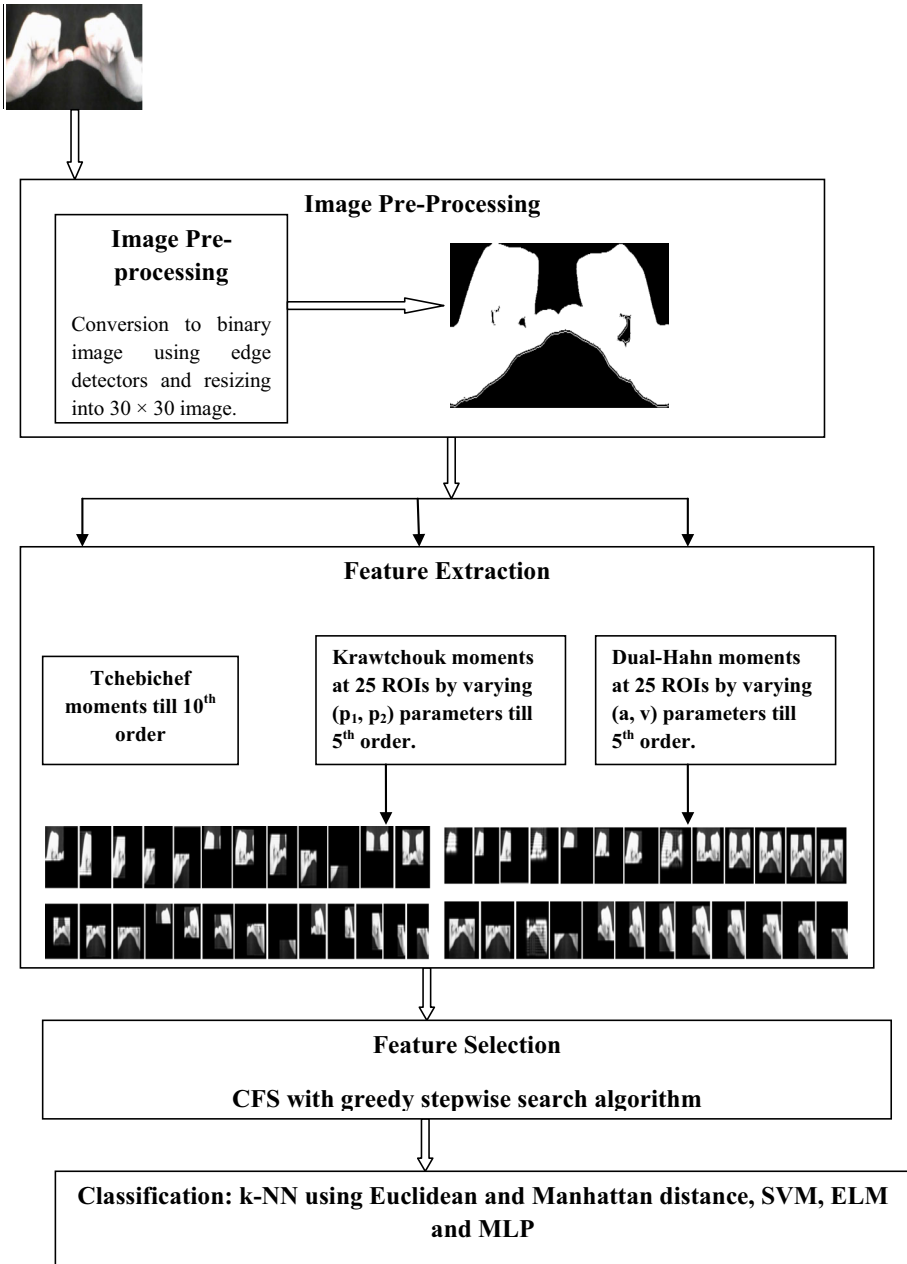 Image Pre-Processing
Image Pre-
processing
Conversion to binary
image using edge
detectors and resizing
into 30 × 30 image.
Feature Extraction
Tchebichef
moments till 10th
order
Krawtchouk moments
at 25 ROIs by varying
(p1, p2) parameters till
5th order.
Dual-Hahn moments
at 25 ROIs by varying
(a, v) parameters till
5th order.
Feature Selection
CFS with greedy stepwise search algorithm
Classification: k-NN using Euclidean and Manhattan distance, SVM, ELM
and MLP